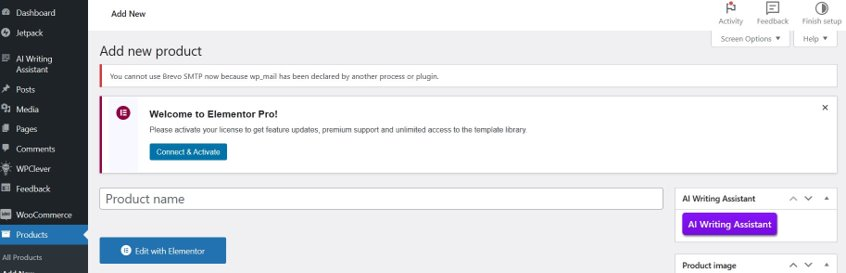 Dashboard
Jetpack
AI Writing
Assistant
Posts
Media
Pages
Comments
WPClever
Feedback
WooCommerce
Products
All Products
Add New
Add New
Activity
Feedback
Finish setup
Screen Options
Help
Add new product
You cannot use Brevo SMTP now because wp_mail has been declared by another process or plugin.
Welcome to Elementor Pro!
Please activate your license to get feature updates, premium support and unlimited access to the template library.
Connect & Activate
Product name
Edit with Elementor
AI Writing Assistant
AI Writing Assistant
Product image